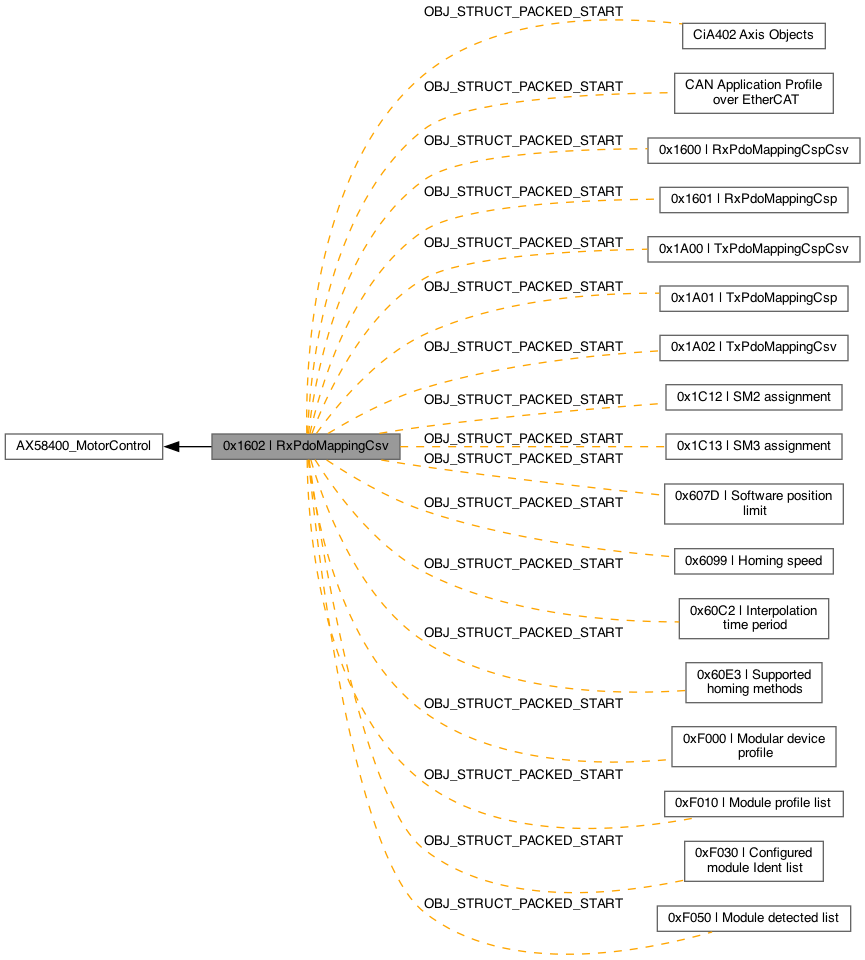 OBJ_STRUCT_PACKED_START
CiA402 Axis Objects
OBJ_STRUCT_PACKED_START
CAN Application Profile
over EtherCAT
OBJ_STRUCT_PACKED_START
0x1600 | RxPdoMappingCspCsv
OBJ_STRUCT_PACKED_START
0x1601 | RxPdoMappingCsp
OBJ_STRUCT_PACKED_START
0x1A00 | TxPdoMappingCspCsv
OBJ_STRUCT_PACKED_START
0x1A01 | TxPdoMappingCsp
OBJ_STRUCT_PACKED_START
0x1A02 | TxPdoMappingCsv
OBJ_STRUCT_PACKED_START
0x1C12 | SM2 assignment
AX58400_MotorControl
0x1602 | RxPdoMappingCsv
OBJ_STRUCT_PACKED_START
0x1C13 | SM3 assignment
OBJ_STRUCT_PACKED_START
0x607D | Software position
limit
OBJ_STRUCT_PACKED_START
0x6099 | Homing speed
OBJ_STRUCT_PACKED_START
0x60C2 | Interpolation
time period
OBJ_STRUCT_PACKED_START
0x60E3 | Supported
homing methods
OBJ_STRUCT_PACKED_START
0xF000 | Modular device
profile
OBJ_STRUCT_PACKED_START
0xF010 | Module profile list
OBJ_STRUCT_PACKED_START
0xF030 | Configured
module Ident list
OBJ_STRUCT_PACKED_START
0xF050 | Module detected list